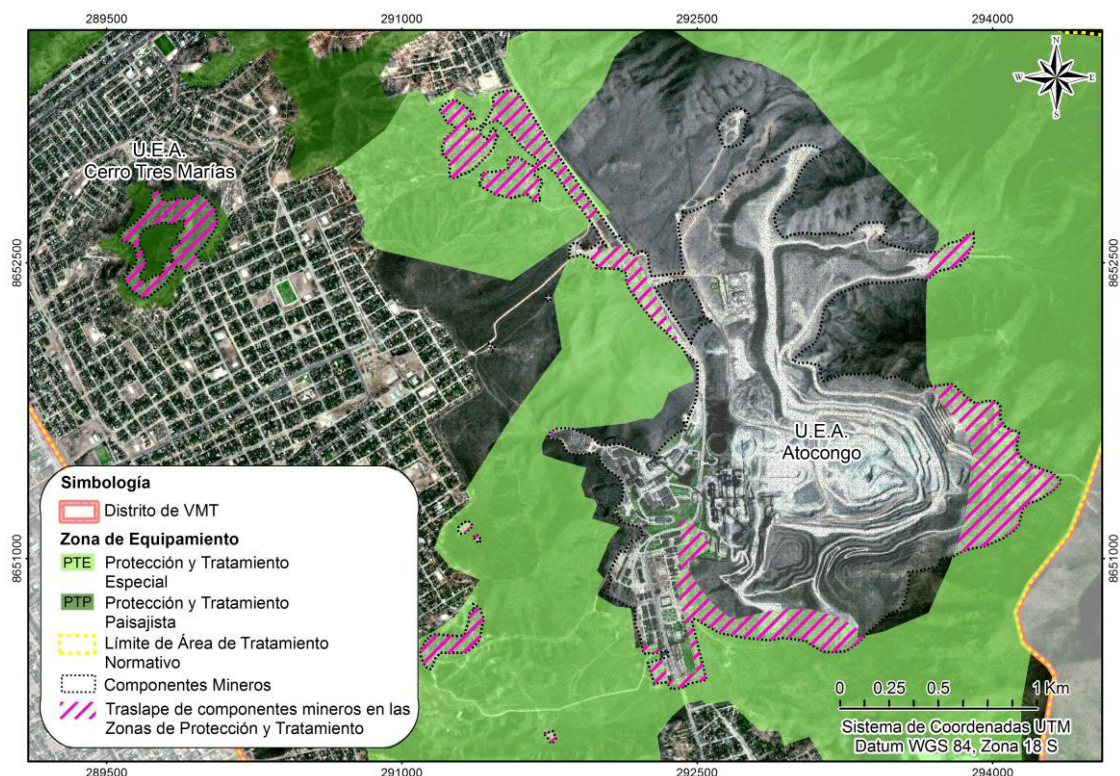 289500
291000
292500
294000
N
W
E
S
U.E.A.
Cerro Tres Marías
8652500
8652500
U.E.A.
Atocongo
Simbología
Distrito de VMT
Zona de Equipamiento
PTE Protección y Tratamiento
Especial
PTP Protección y Tratamiento
Paisajista
Límite de Área de Tratamiento
Normativo
Componentes Mineros
Traslape de componentes mineros en las
Zonas de Protección y Tratamiento
8651000
8651000
0 0.25 0.5 1 Km
Sistema de Coordenadas UTM
Datum WGS 84, Zona 18 S
289500
291000
292500
294000